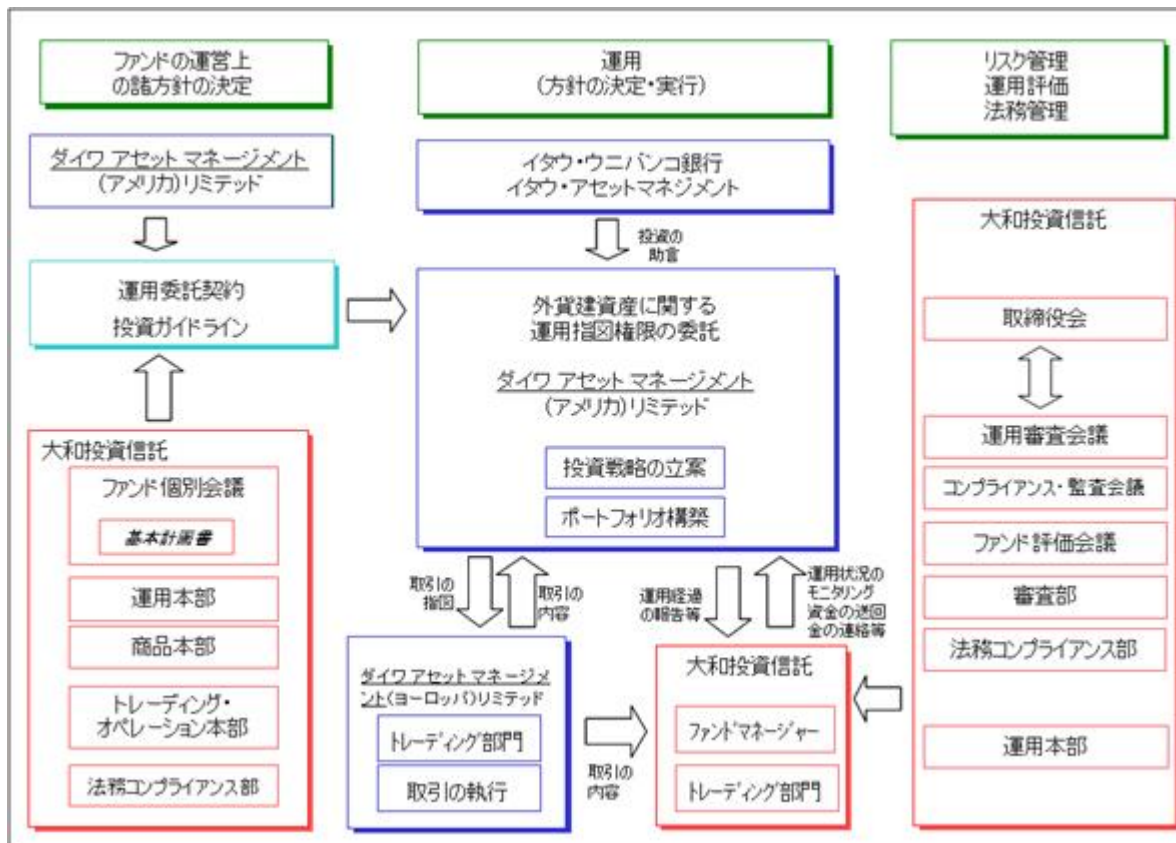 ファンドの運営上
の諸方針の決定
運用
(方針の決定・実行)
リスク管理
運用評価
法務管理
ダイワ アセット マネージメント
(アメリカ)リミテッド
イタウ・ウニバンコ銀行
イタウ・アセットマネジメント
投資の
助言
運用委託契約
投資ガイドライン
外貨建資産に関する
運用指図権限の委託
ダイワ アセット マネージメント
(アメリカ)リミテッド
投資戦略の立案
ポートフォリオ構築
大和投資信託
ファンド個別会議
基本計画書
運用本部
商品本部
トレーディング・
オペレーション本部
法務コンプライアンス部
取引の
指図
取引の
内容
運用経過
の報告等
運用状況の
モニタリング
資金の送回
金の連絡等
ダイワ アセット マネージメ
ント(ヨーロッパ)リミテッド
トレーディング部門
取引の執行
取引の
内容
大和投資信託
ファンドマネージャー
トレーディング部門
大和投資信託
取締役会
運用審査会議
コンプライアンス・監査会議
ファンド評価会議
審査部
法務コンプライアンス部
運用本部